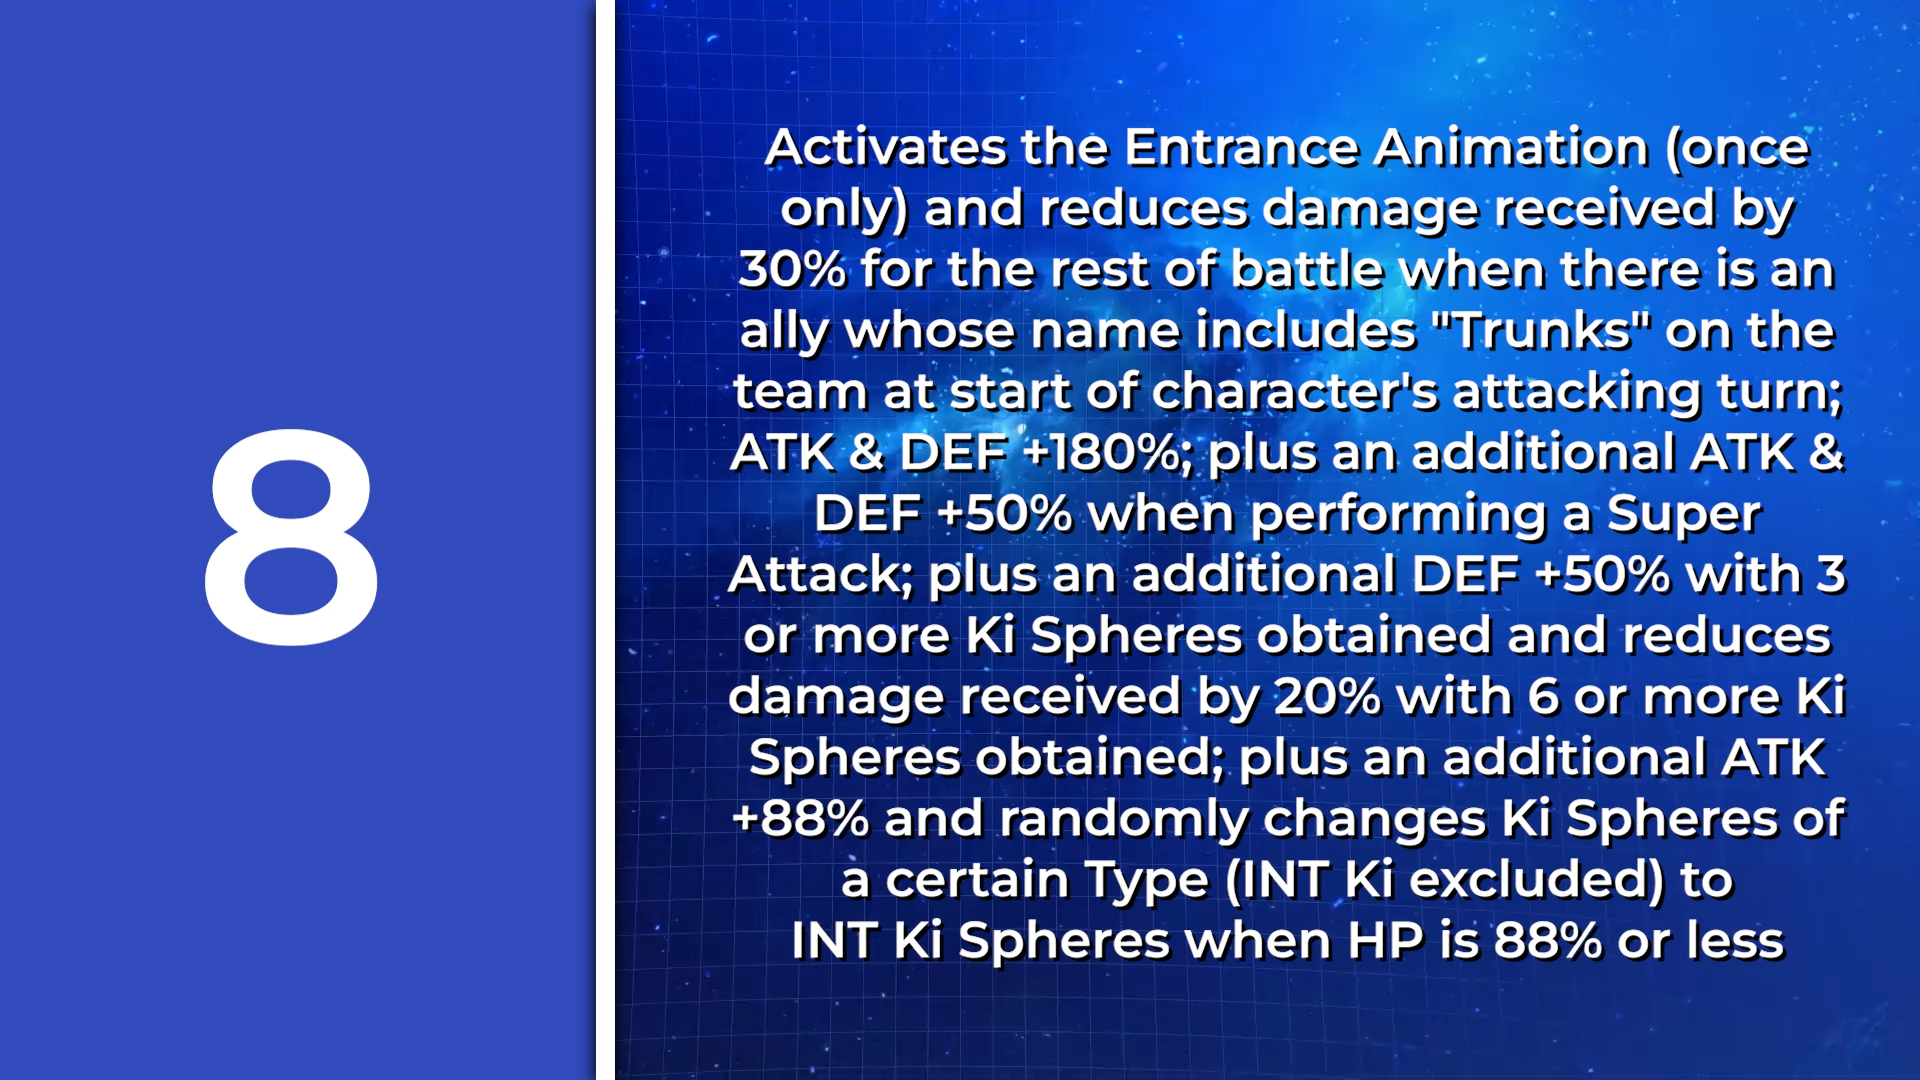 8
Activates the Entrance Animation (once
only) and reduces damage received by
30% for the rest of battle when there is an
ally whose name includes "Trunks" on the
team at start of character's attacking turn;
ATK & DEF +180%; plus an additional ATK &
DEF +50% when performing a Super
Attack; plus an additional DEF +50% with 3
or more Ki Spheres obtained and reduces
damage received by 20% with 6 or more Ki
Spheres obtained; plus an additional ATK
+88% and randomly changes Ki Spheres of
a certain Type (INT Ki excluded) to
INT Ki Spheres when HP is 88% or less